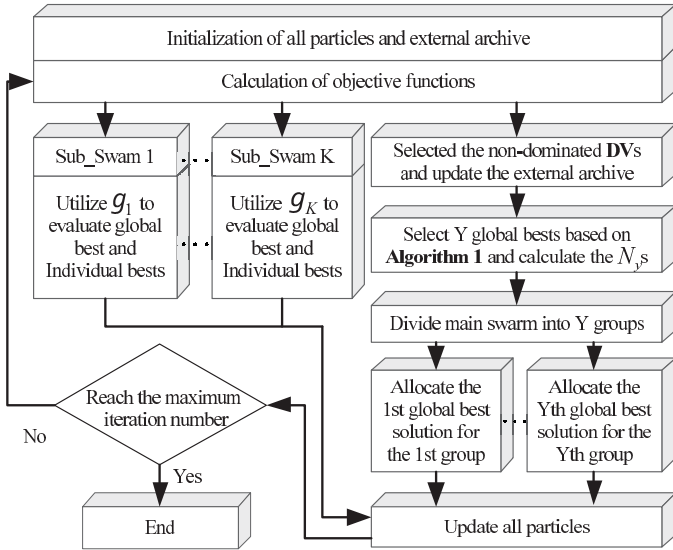 Initialization of all particles and external archive
Calculation of objective functions
Sub_Swam 1
Utilize g1 to
evaluate global
best and
Individual bests
Sub_Swam K
Utilize gK to
evaluate global
best and
Individual bests
Selected the non-dominated DVs
and update the external archive
Select Y global bests based on
Algorithm 1 and calculate the Nys
Divide main swarm into Y groups
Allocate the
1st global best
solution for
the 1st group
Allocate the
Yth global best
solution for the
Yth group
Update all particles
Reach the maximum
iteration number
No
Yes
End